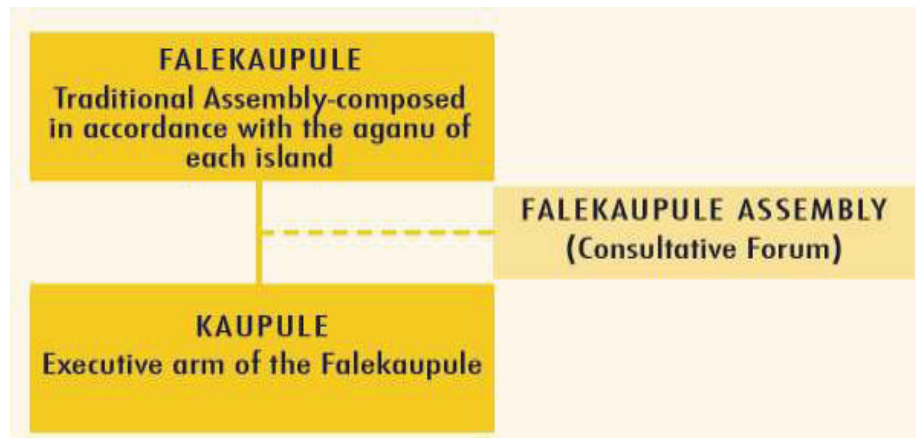 FALEKAUPULE
Traditional Assembly-composed
in accordance with the aganu of
each island
FALEKAUPULE ASSEMBLY
(Consultative Forum)
KAUPULE
Executive arm of the Falekaupule